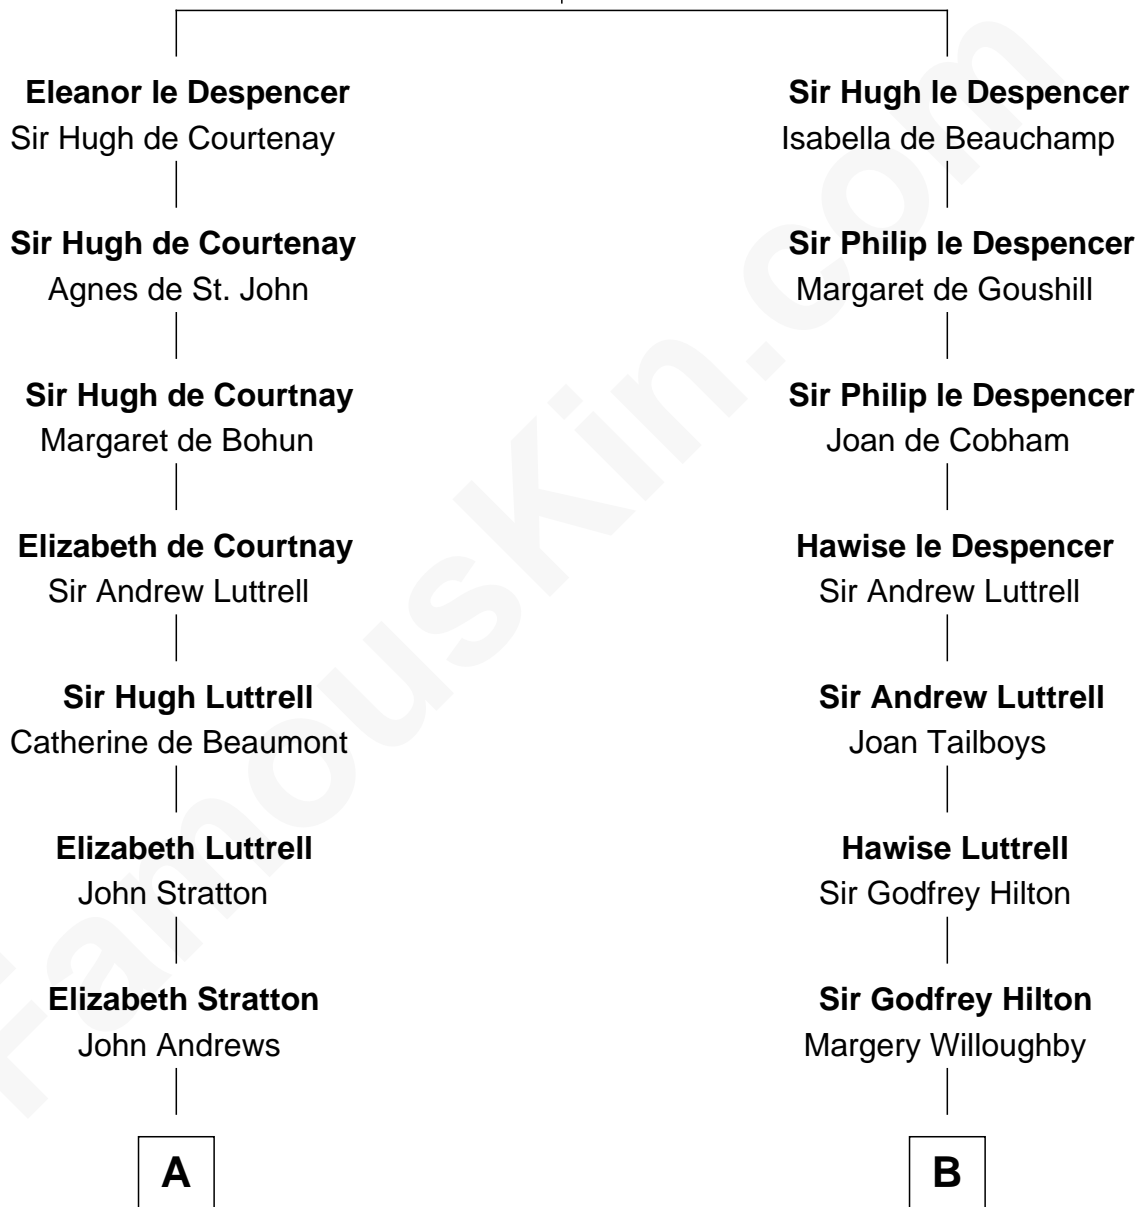 Eleanor le Despencer
Sir Hugh de Courtenay
Sir Hugh le Despencer
Isabella de Beauchamp
Sir Hugh de Courtenay
Agnes de St. John
Sir Philip le Despencer
Margaret de Goushill
Sir Hugh de Courtnay
Margaret de Bohun
Sir Philip le Despencer
Joan de Cobham
Elizabeth de Courtnay
Sir Andrew Luttrell
Hawise le Despencer
Sir Andrew Luttrell
Sir Hugh Luttrell
Catherine de Beaumont
Sir Andrew Luttrell
Joan Tailboys
Elizabeth Luttrell
John Stratton
Hawise Luttrell
Sir Godfrey Hilton
Elizabeth Stratton
John Andrews
Sir Godfrey Hilton
Margery Willoughby
A
B
FamousKin.com